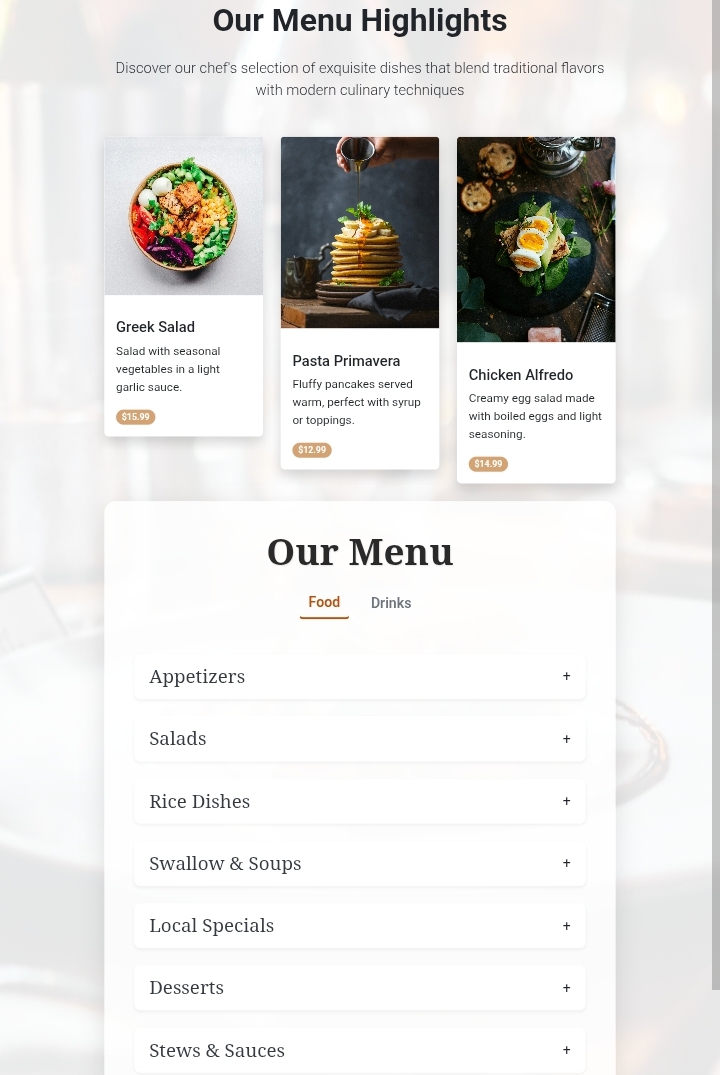 Our Menu Highlights
Discover our chef's selection of exquisite dishes that blend traditional flavors
with modern culinary techniques
Greek Salad
Salad with seasonal
vegetables in a light
garlic sauce.
$15.99
Pasta Primavera
Fluffy pancakes served
warm, perfect with syrup
or toppings.
$12.99
Chicken Alfredo
Creamy egg salad made
with boiled eggs and light
seasoning.
$14.99
Our Menu
Food Drinks
Appetizers +
Salads +
Rice Dishes +
Swallow & Soups +
Local Specials +
Desserts +
Stews & Sauces +